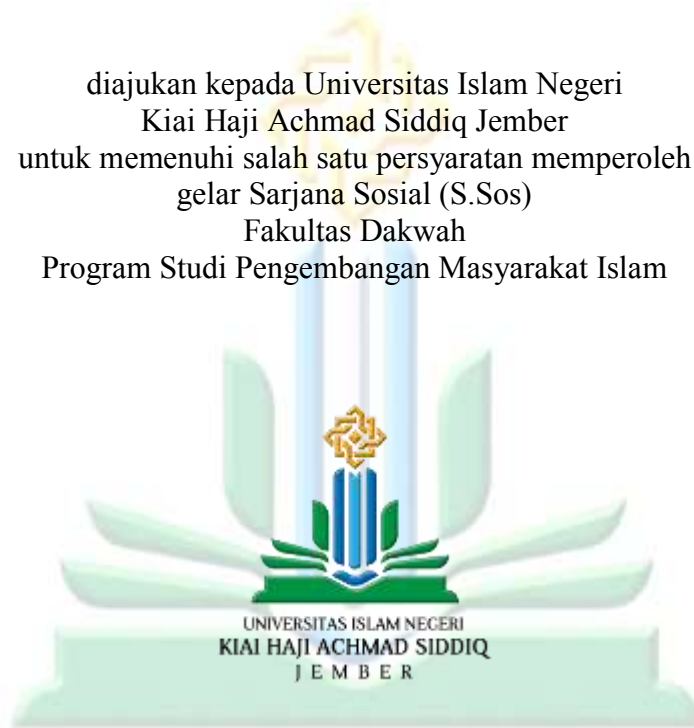 diajukan kepada Universitas Islam Negeri
Kiai Haji Achmad Siddiq Jember
untuk memenuhi salah satu persyaratan memperoleh
gelar Sarjana Sosial (S.Sos)
Fakultas Dakwah
Program Studi Pengembangan Masyarakat Islam
UNIVERSITAS ISLAM NEGERI
KIAI HAJI ACHMAD SIDDIQ
JEMBER